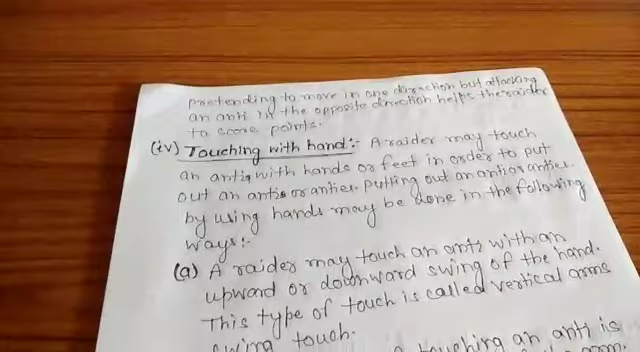 pretending to move in one direction but attacking
an anti in the opposite direction helps the raider
to score points.
(iv) Touching with hand:- A raider may touch
an antis with hands or feet in order to put
out an antis or anties. Putting out an anti or anties
by using hands may be done in the following
ways:-
(a) A raider may touch an anti with an
upward or downward swing of the hand.
This type of touch is called vertical arms
swing touch.
touching an anti is